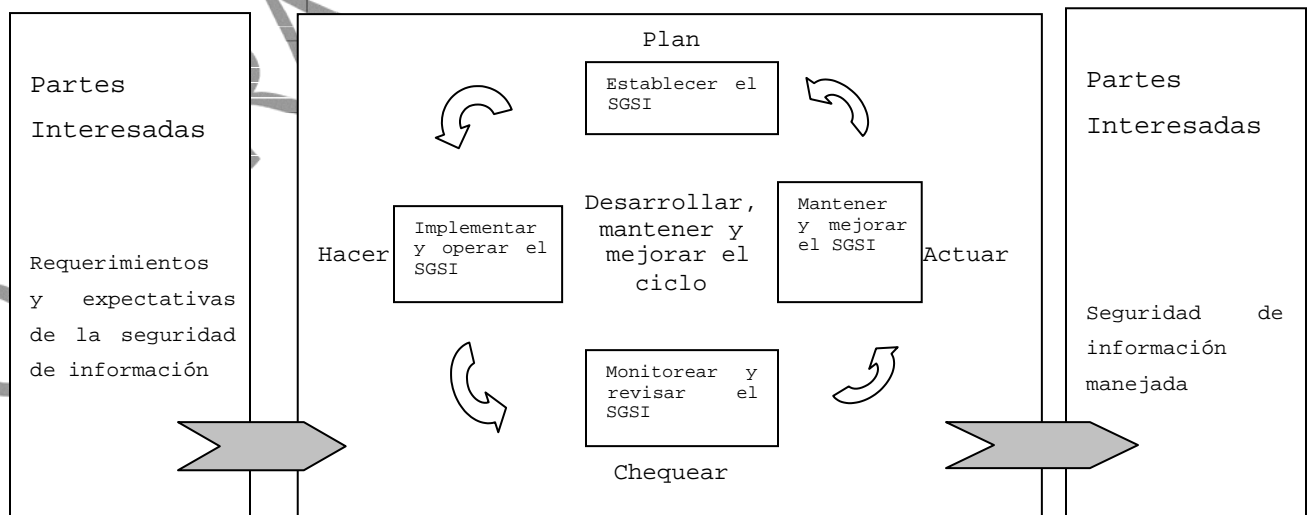 Partes
Interesadas
Requerimientos
y expectativas
de la seguridad
de información
Plan
Establecer el
SGSI
Hacer
Implementar
y operar el
SGSI
Desarrollar,
mantener y
mejorar el
ciclo
Mantener
y mejorar
el SGSI
Actuar
Monitorear y
revisar el
SGSI
Chequear
Partes
Interesadas
Seguridad de
información
manejada